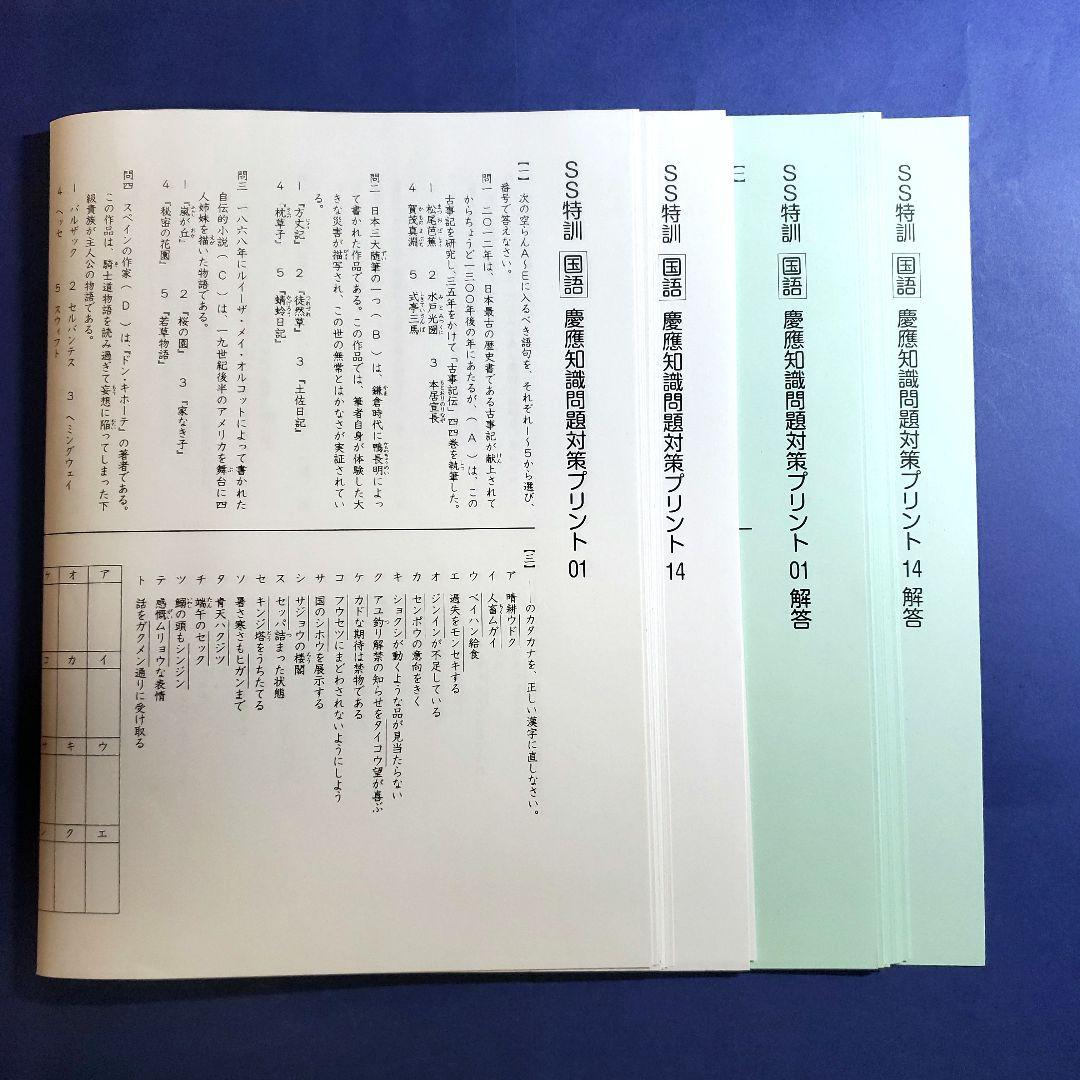 SS特訓 国語 慶應知識問題対策プリント 01
【一】 次の空らんA〜Eに入るべき語句を、それぞれ1〜5から選び、
番号で答えなさい。
問一 二〇一二年は、日本最古の歴史書である古事記が献上されて
からちょうど一三〇〇年後の年にあたるが、（A）は、この
古事記を研究し、三五年をかけて「古事記伝」四四巻を執筆した。
1 松尾芭蕉 2 水戸光圀 3 本居宣長
4 賀茂真淵 5 式亭三馬
問二 日本三大随筆の一つ（B）は、鎌倉時代に鴨長明によっ
て書かれた作品である。この作品では、筆者自身が体験した大
きな災害が描写され、この世の無常とはかなさが実証されてい
る。
1 『方丈記』 2 『徒然草』 3 『土佐日記』
4 『枕草子』 5 『蜻蛉日記』
問三 一八六八年にルイーザ・メイ・オルコットによって書かれた
自伝的小説（C）は、一九世紀後半のアメリカを舞台に四
人姉妹を描いた物語である。
1 『嵐が丘』 2 『桜の園』 3 『家なき子』
4 『秘密の花園』 5 『若草物語』
問四 スペインの作家（D）は、『ドン・キホーテ』の著者である。
この作品は、騎士道物語を読み過ぎて妄想に陥ってしまった下
級貴族が主人公の物語である。
1 バルザック 2 セルバンテス 3 ヘミングウェイ
4 ヘッセ 5 スウィフト
【三】 ――のカタカナを、正しい漢字に直しなさい。
ア 晴耕ウドク
イ 人畜ムガイ
ウ ベイハン給食
エ 過失をモンセキする
オ ジンインが不足している
カ センポウの意向をきく
キ ショクシが動くような品が見当たらない
ク アユ釣り解禁の知らせをタイコウ望が喜ぶ
ケ カドな期待は禁物である
コ フウセツにまどわされないようにしよう
サ 国のシホウを展示する
シ サジョウの楼閣
ス セッパ詰まった状態
セ キンジ塔をうちたてる
ソ 暑さ寒さもヒガンまで
タ 青天ハクジツ
チ 端午のセック
ツ 鰯の頭もシンジン
テ 感慨ムリョウな表情
ト 話をガクメン通りに受け取る
ア イ ウ エ
オ カ キ ク
SS特訓 国語 慶應知識問題対策プリント 14
SS特訓 国語 慶應知識問題対策プリント 01 解答
SS特訓 国語 慶應知識問題対策プリント 14 解答